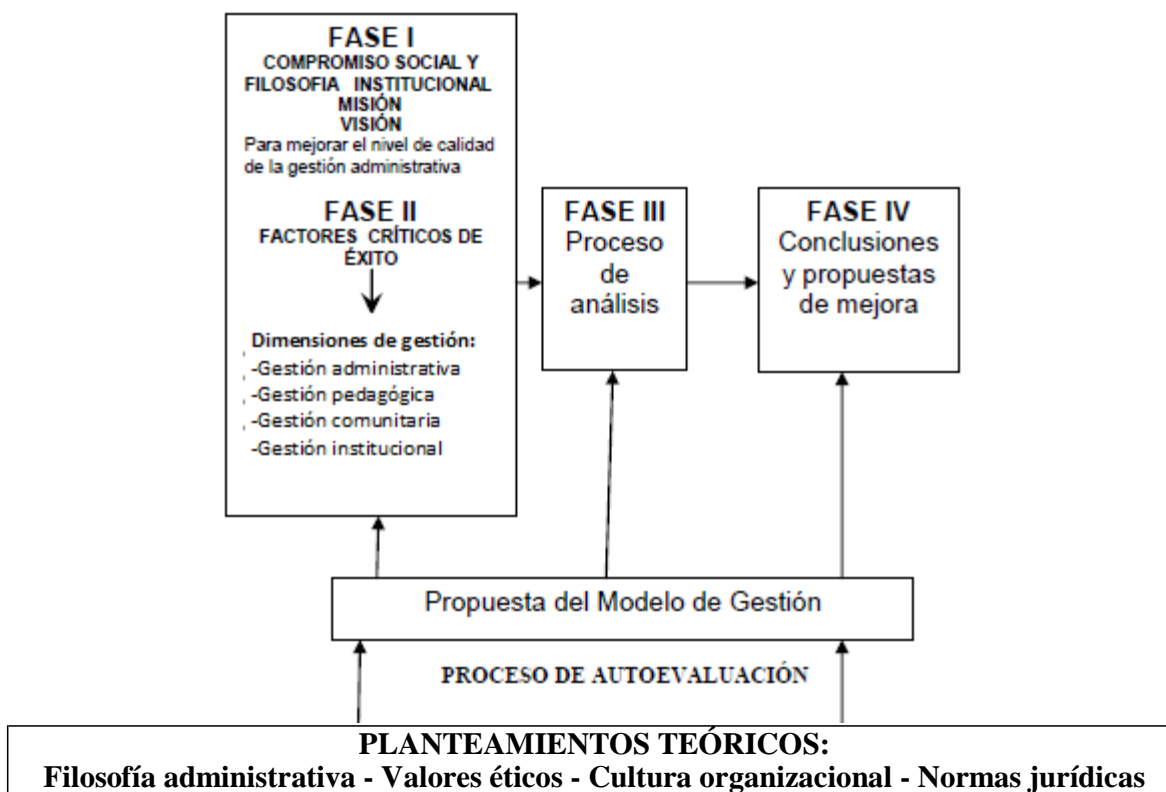 FASE I
COMPROMISO SOCIAL Y
FILOSOFIA INSTITUCIONAL
MISIÓN
VISIÓN
Para mejorar el nivel de calidad
de la gestión administrativa
FASE II
FACTORES CRÍTICOS DE
ÉXITO
Dimensiones de gestión:
-Gestión administrativa
-Gestión pedagógica
-Gestión comunitaria
-Gestión institucional
FASE III
Proceso
de
análisis
FASE IV
Conclusiones
y propuestas
de mejora
Propuesta del Modelo de Gestión
PROCESO DE AUTOEVALUACIÓN
PLANTEAMIENTOS TEÓRICOS:
Filosofía administrativa - Valores éticos - Cultura organizacional - Normas jurídicas